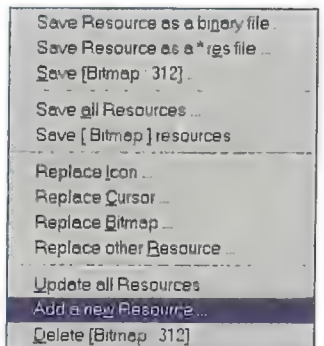 Save Resource as a binary file .
Save Resource as a *res file ...
Save [Bitmap 312] .
Save all Resources ...
Save [ Bitmap ] resources
Replace Icon ...
Replace Cursor ...
Replace Bitmap ...
Replace other Resource ...
Update all Resources
Add a new Resource ...
Delete [Bitmap 312]